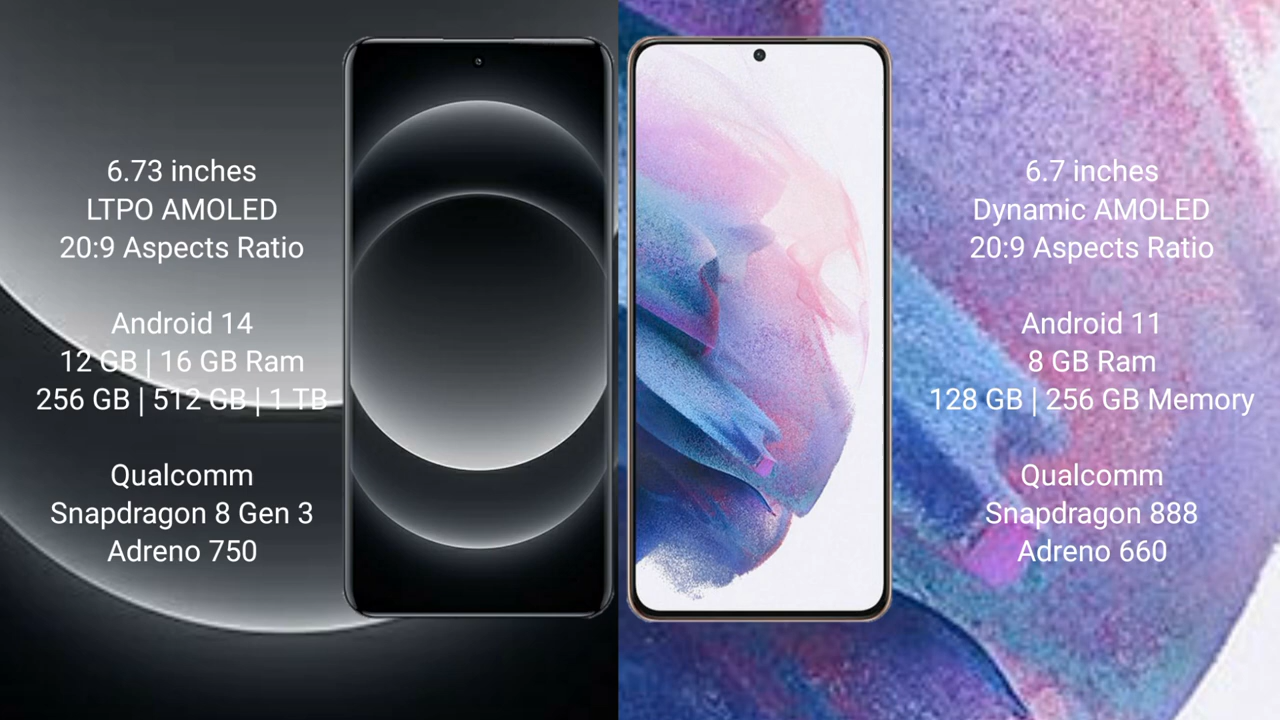 6.73 inches
LTPO AMOLED
20:9 Aspects Ratio
Android 14
12 GB | 16 GB Ram
256 GB | 512 GB | 1 TB
Qualcomm
Snapdragon 8 Gen 3
Adreno 750
6.7 inches
Dynamic AMOLED
20:9 Aspects Ratio
Android 11
8 GB Ram
128 GB | 256 GB Memory
Qualcomm
Snapdragon 888
Adreno 660